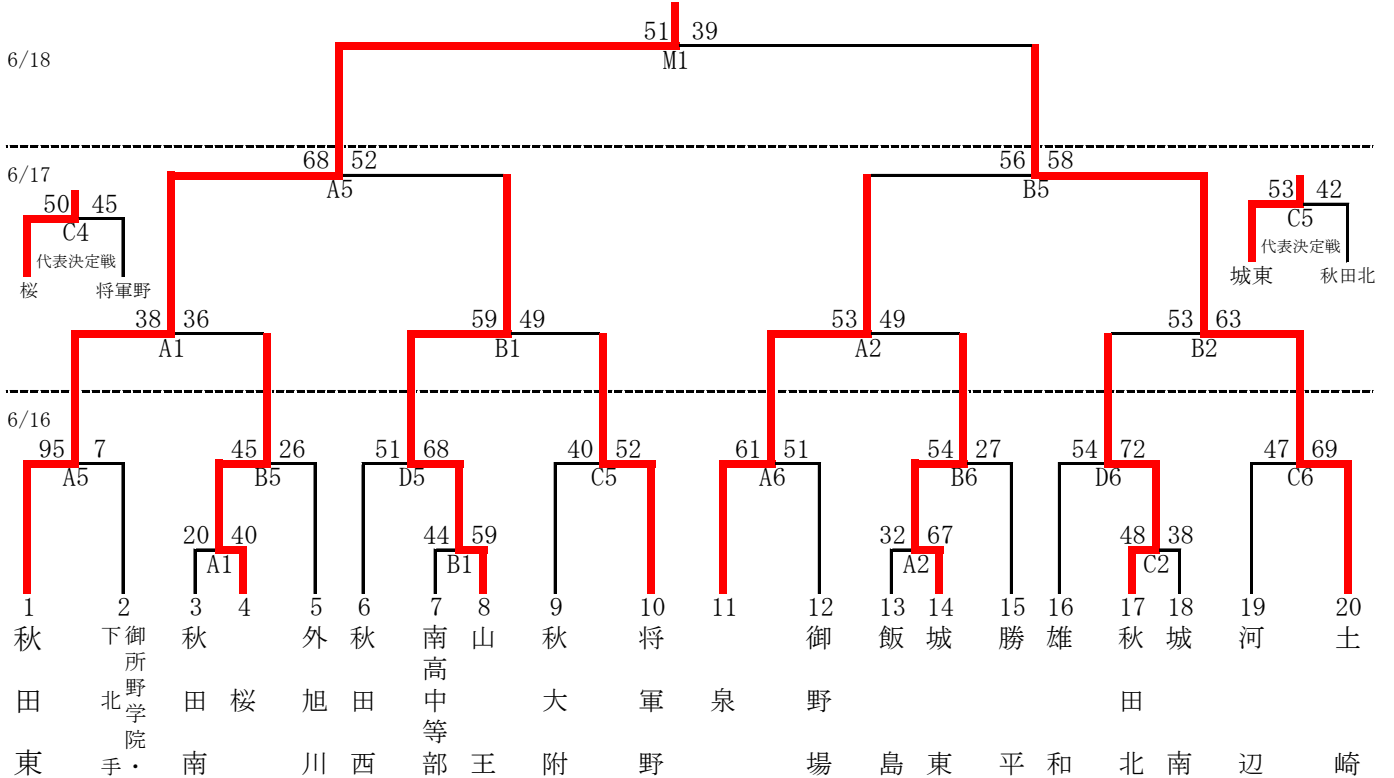 51 39
M1
6/18
68 52
A5
56 58
B5
6/17
50 45
C4
代表決定戦
桜 将軍野
53 42
C5
代表決定戦
城東 秋田北
38 36
A1
59 49
B1
53 49
A2
53 63
B2
6/16
95 7
A5
45 26
B5
51 68
D5
40 52
C5
61 51
A6
54 27
B6
54 72
D6
47 69
C6
20 40
A1
44 59
B1
32 67
A2
48 38
C2
1 2 3 4 5 6 7 8 9 10 11 12 13 14 15 16 17 18 19 20
秋田東
御所野学院・
下北手
秋田南
桜
外旭川
秋田西
南高中等部
山王
秋大附
将軍野
泉
御野場
飯島
城東
勝平
雄和
秋田北
城南
河辺
土崎